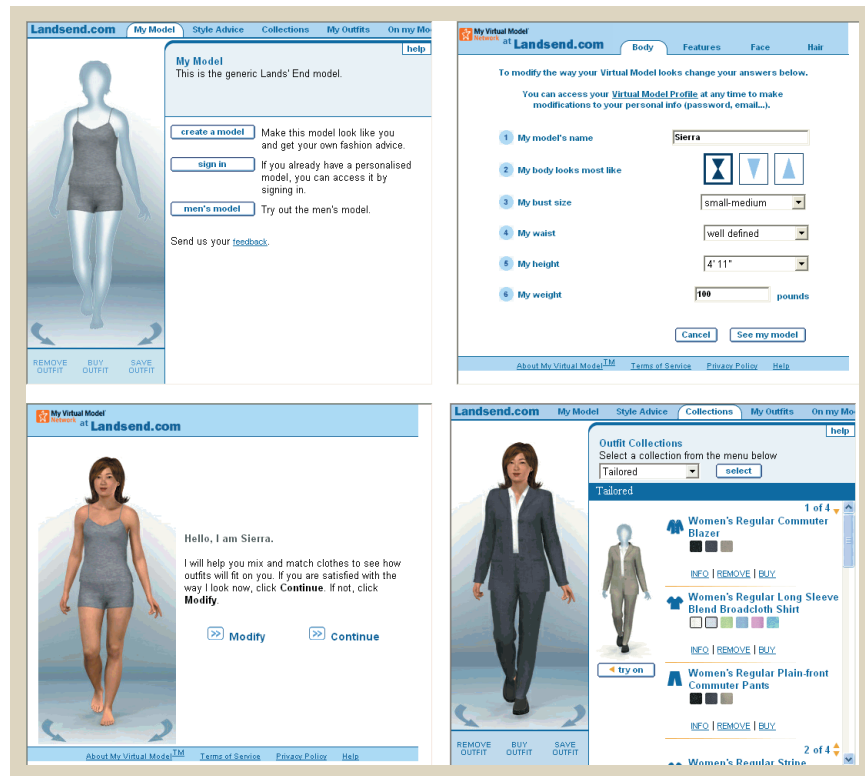 Landsend.com My Model Style Advice Collections My Outfits On my Mo
help
My Model
This is the generic Lands' End model.
create a model Make this model look like you
and get your own fashion advice.
sign in If you already have a personalised
model, you can access it by
signing in.
men's model Try out the men's model.
Send us your feedback.
REMOVE OUTFIT
BUY OUTFIT
SAVE OUTFIT
My Virtual Model
Network at Landsend.com Body Features Face Hair
To modify the way your Virtual Model looks change your answers below.
You can access your Virtual Model Profile at any time to make
modifications to your personal info (password, email...).
1 My model's name Sierra
2 My body looks most like
3 My bust size small-medium
4 My waist well defined
5 My height 4' 11"
6 My weight 100 pounds
Cancel See my model
About My Virtual Model TM Terms of Service Privacy Policy Help
My Virtual Model
Network at Landsend.com
Hello, I am Sierra.
I will help you mix and match clothes to see how
outfits will fit on you. If you are satisfied with the
way I look now, click Continue. If not, click
Modify.
>> Modify >> Continue
About My Virtual Model TM Terms of Service Privacy Policy Help
Landsend.com My Model Style Advice Collections My Outfits On my Mo
help
Outfit Collections
Select a collection from the menu below
Tailored select
Tailored
1 of 4
Women's Regular Commuter
Blazer
INFO | REMOVE | BUY
Women's Regular Long Sleeve
Blend Broadcloth Shirt
INFO | REMOVE | BUY
try on
Women's Regular Plain-front
Commuter Pants
INFO | REMOVE | BUY
2 of 4
Women's Regular Stripe
REMOVE OUTFIT
BUY OUTFIT
SAVE OUTFIT